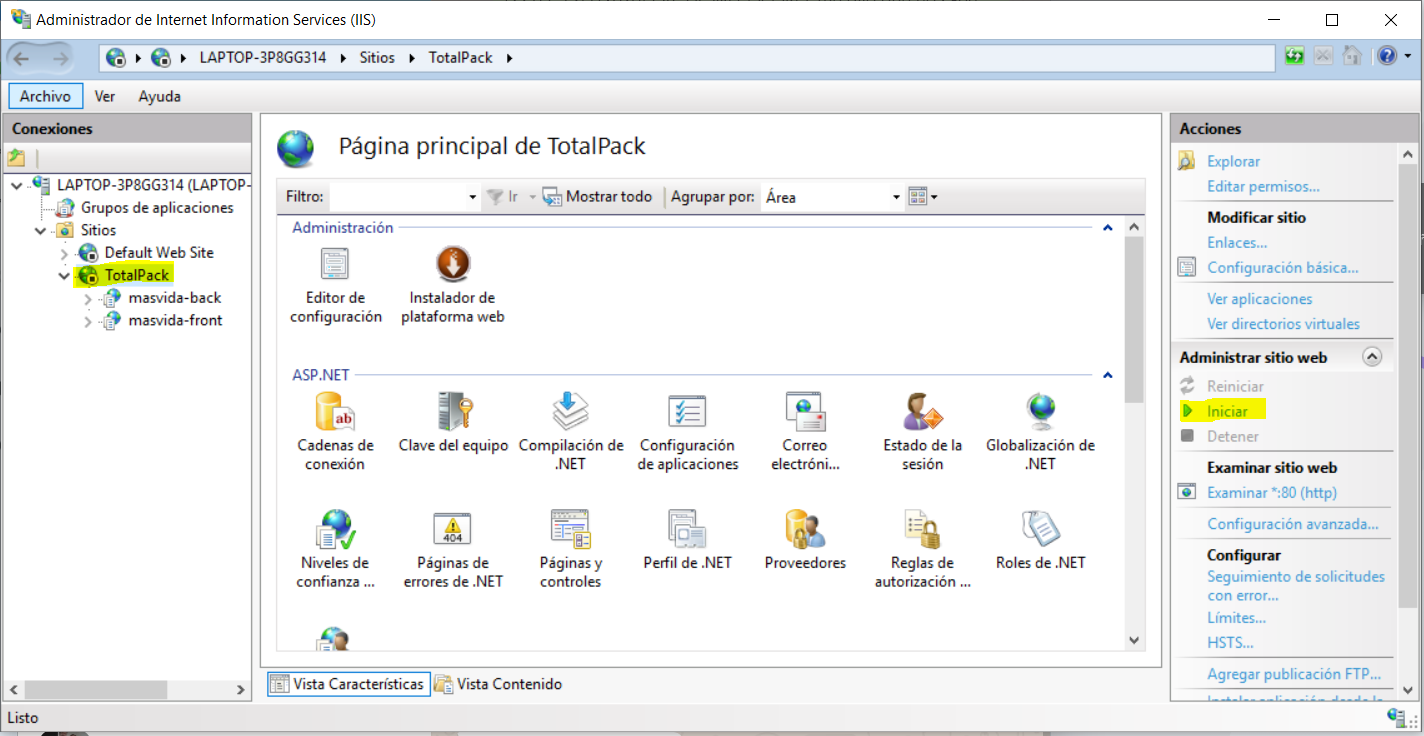 Administrador de Internet Information Services (IIS)
LAPTOP-3P8GG314 Sitios TotalPack
Archivo Ver Ayuda
Conexiones
LAPTOP-3P8GG314 (LAPTOP-
Grupos de aplicaciones
Sitios
Default Web Site
TotalPack
masvida-back
masvida-front
Página principal de TotalPack
Filtro: Ir Mostrar todo Agrupar por: Área
Administración
Editor de
configuración
Instalador de
plataforma web
ASP.NET
ab
Cadenas de
conexión
Clave del equipo
Compilación de
.NET
Configuración
de aplicaciones
Correo
electróni...
Estado de la
sesión
Globalización de
.NET
Niveles de
confianza ...
404
Páginas de
errores de .NET
Páginas y
controles
Perfil de .NET
Proveedores
Reglas de
autorización ...
Roles de .NET
Vista Características Vista Contenido
Acciones
Explorar
Editar permisos...
Modificar sitio
Enlaces...
Configuración básica...
Ver aplicaciones
Ver directorios virtuales
Administrar sitio web
Reiniciar
Iniciar
Detener
Examinar sitio web
Examinar *:80 (http)
Configuración avanzada...
Configurar
Seguimiento de solicitudes
con error...
Límites...
HSTS...
Agregar publicación FTP...
Instalar aplicación desde la
Listo